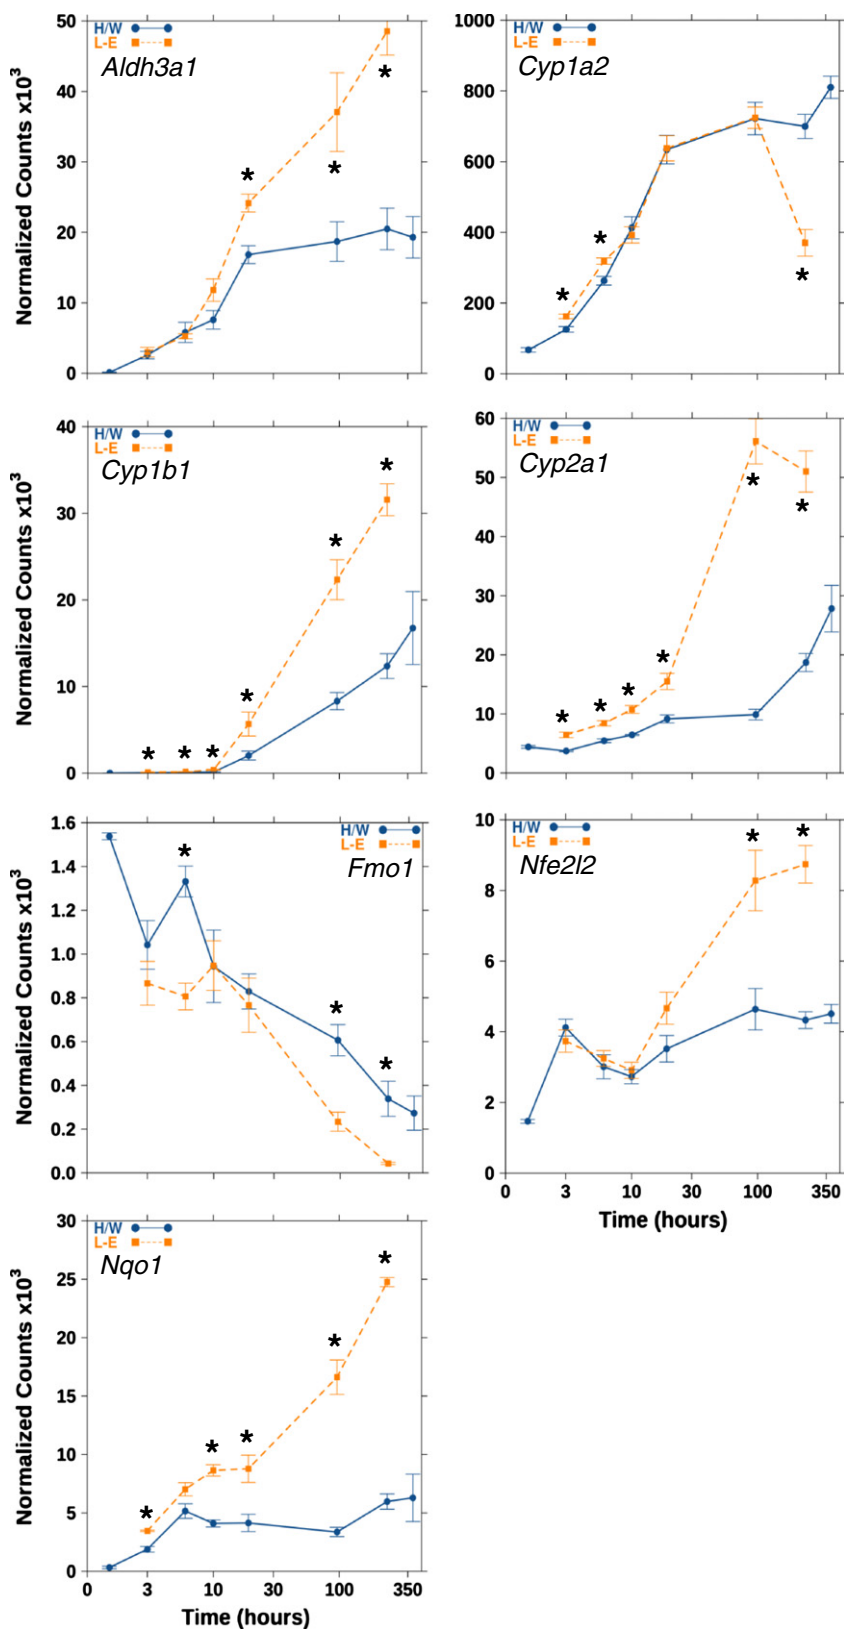 H/W
L-E
Aldh3a1
Normalized Counts x10³
50
40
30
20
10
0
*
*
*
H/W
L-E
Cyp1a2
1000
800
600
400
200
0
*
*
*
H/W
L-E
Cyp1b1
Normalized Counts x10³
40
30
20
10
0
* * *
*
*
*
H/W
L-E
Cyp2a1
60
50
40
30
20
10
0
*
*
*
*
*
*
H/W
L-E
Fmo1
Normalized Counts x10³
1.6
1.4
1.2
1.0
0.8
0.6
0.4
0.2
0.0
*
*
*
H/W
L-E
Nfe2l2
10
8
6
4
2
0
* *
0 3 10 30 100 350
Time (hours)
H/W
L-E
Nqo1
Normalized Counts x10³
30
25
20
15
10
5
0
*
*
*
*
*
0 3 10 30 100 350
Time (hours)